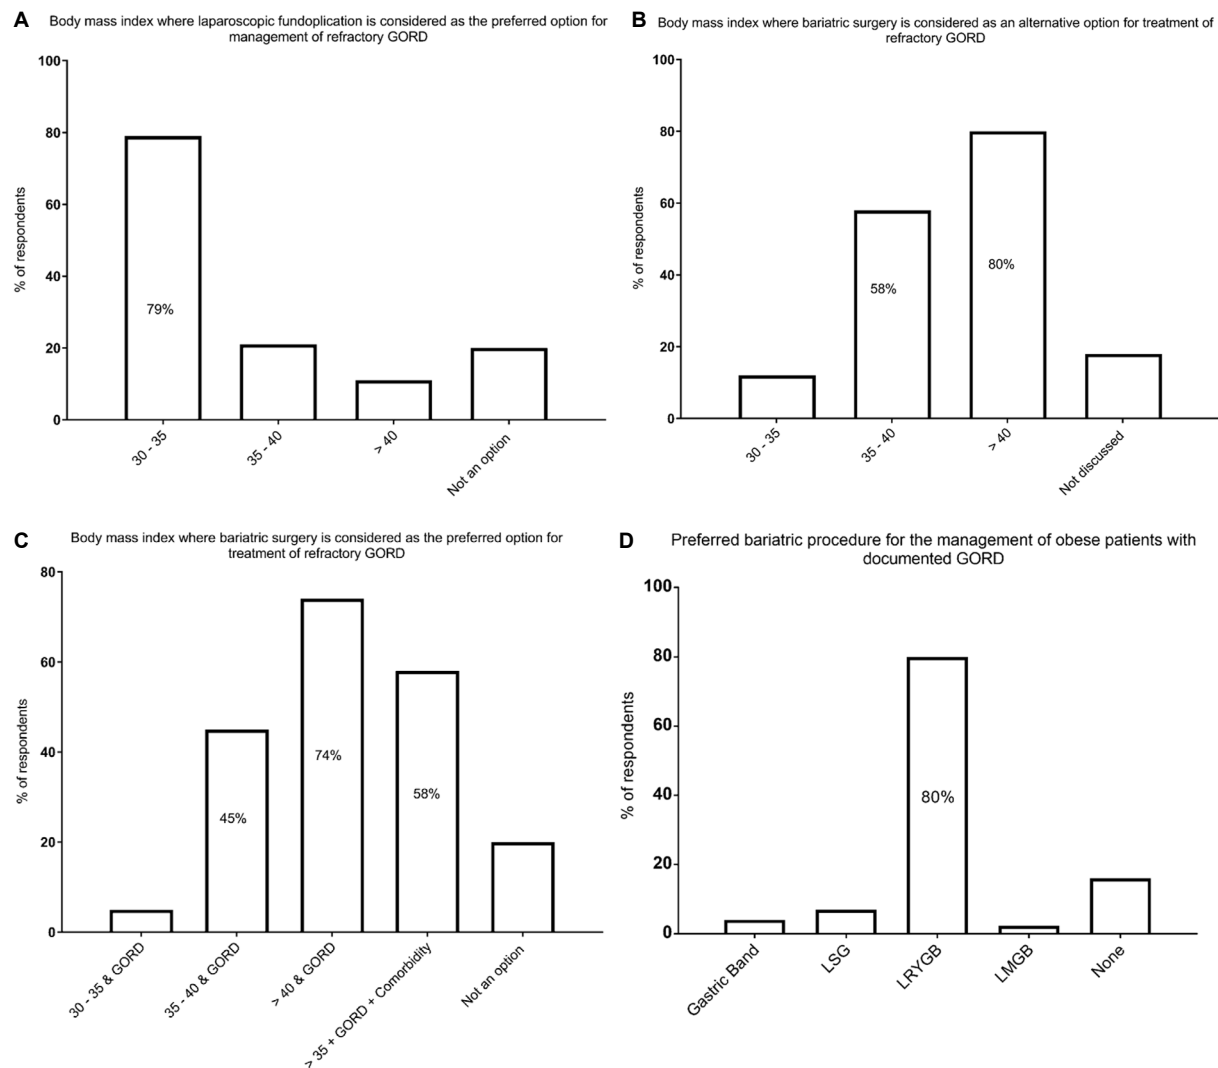 A
Body mass index where laparoscopic fundoplication is considered as the preferred option for
management of refractory GORD
% of respondents
100
80
60
40
20
0
79%
30 - 35
35 - 40
> 40
Not an option
B
Body mass index where bariatric surgery is considered as an alternative option for treatment of
refractory GORD
% of respondents
100
80
60
40
20
0
58%
80%
30 - 35
35 - 40
> 40
Not discussed
C
Body mass index where bariatric surgery is considered as the preferred option for
treatment of refractory GORD
% of respondents
80
60
40
20
0
45%
74%
58%
30 - 35 & GORD
35 - 40 & GORD
> 40 & GORD
> 35 + GORD + Comorbidity
Not an option
D
Preferred bariatric procedure for the management of obese patients with
documented GORD
% of respondents
100
80
60
40
20
0
80%
Gastric Band
LSG
LRYGB
LMGB
None